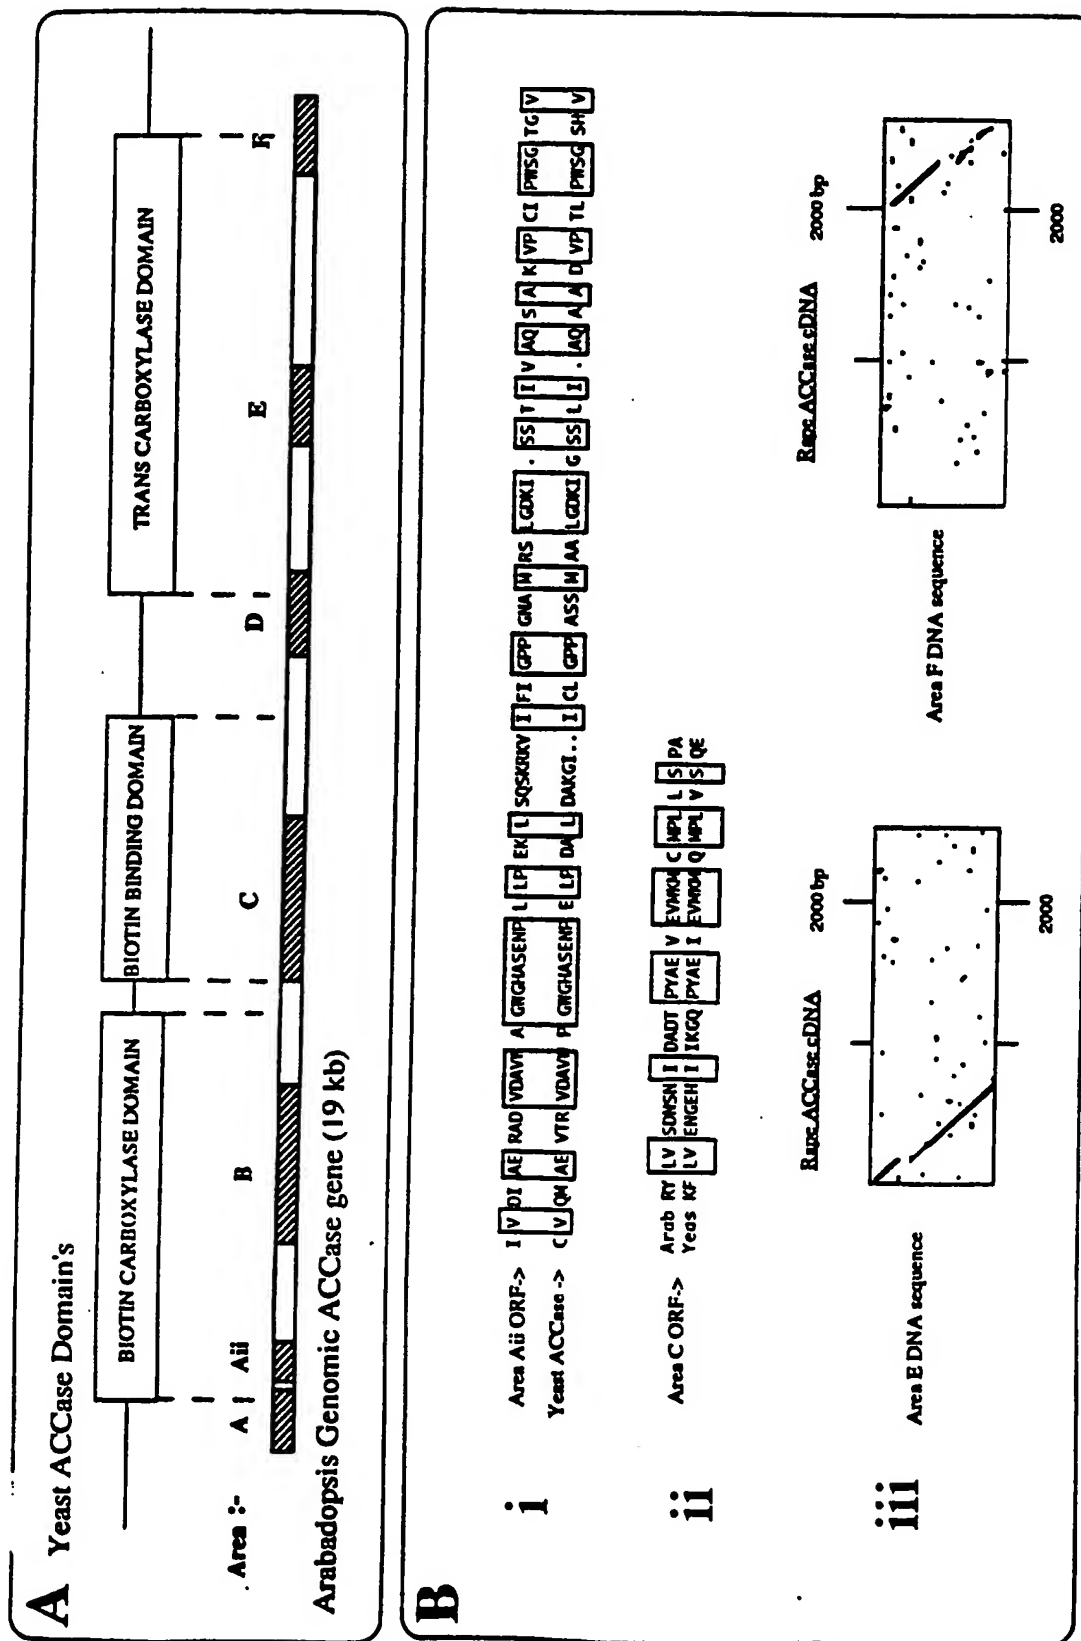 A Yeast ACCase Domain's
BIOTIN CARBOXYLASE DOMAIN
BIOTIN BINDING DOMAIN
TRANS CARBOXYLASE DOMAIN
Area :- A Aii B C D E F
Arabadopsis Genomic ACCase gene (19 kb)
B
i
Area Aii ORF-> I V DI AE RAD VDAVW A GWGHASENP L LP EK L SQSKRKV I FI GPP GNA M RS LGDKI . SS T I V AQ S A K VP CI PWSG TG V
Yeast ACCase -> C V QM AE VTR VDAVW P GWGHASENP E LP DA L DAKGI.. I CL GPP ASS M AA LGDKI G SS L I . AQ A A D VP TL PWSG SH V
ii
Area C ORF-> Arab RY LV SDNSN I DADT PYAE V EVMKM C MPL L S PA
Yeas KF LV ENGEH I IKGQ PYAE I EVMKM Q MPL V S QE
iii
Rape ACCase cDNA
2000 bp
Area E DNA sequence
2000
Rape ACCase cDNA
2000 bp
Area F DNA sequence
2000